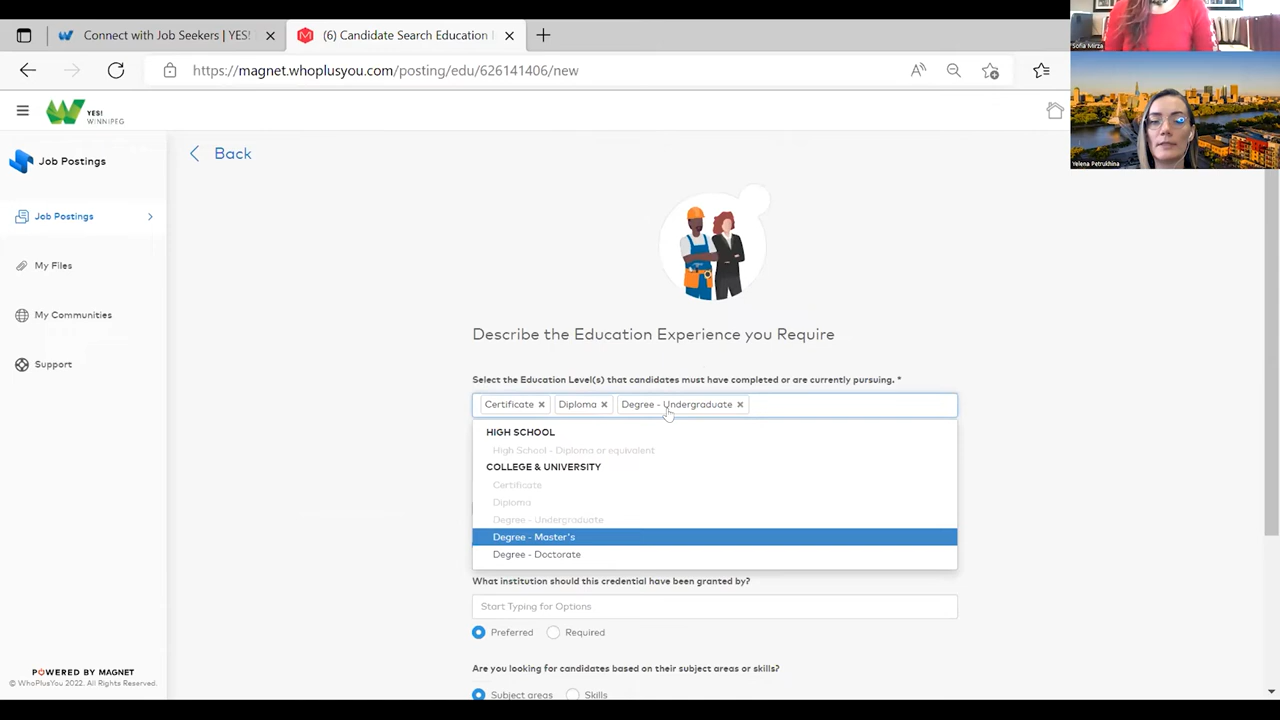 Connect with Job Seekers | YES!
(6) Candidate Search Education
https://magnet.whoplusyou.com/posting/edu/626141406/new
Sofia Mirza
Yelena Petrukhina
YES!
WINNIPEG
Job Postings
Job Postings
My Files
My Communities
Support
POWERED BY MAGNET
© WhoPlusYou 2022. All Rights Reserved.
Back
Describe the Education Experience you Require
Select the Education Level(s) that candidates must have completed or are currently pursuing. *
Certificate × Diploma × Degree - Undergraduate ×
HIGH SCHOOL
High School - Diploma or equivalent
COLLEGE & UNIVERSITY
Certificate
Diploma
Degree - Undergraduate
Degree - Master's
Degree - Doctorate
What institution should this credential have been granted by?
Start Typing for Options
Preferred Required
Are you looking for candidates based on their subject areas or skills?
Subject areas Skills